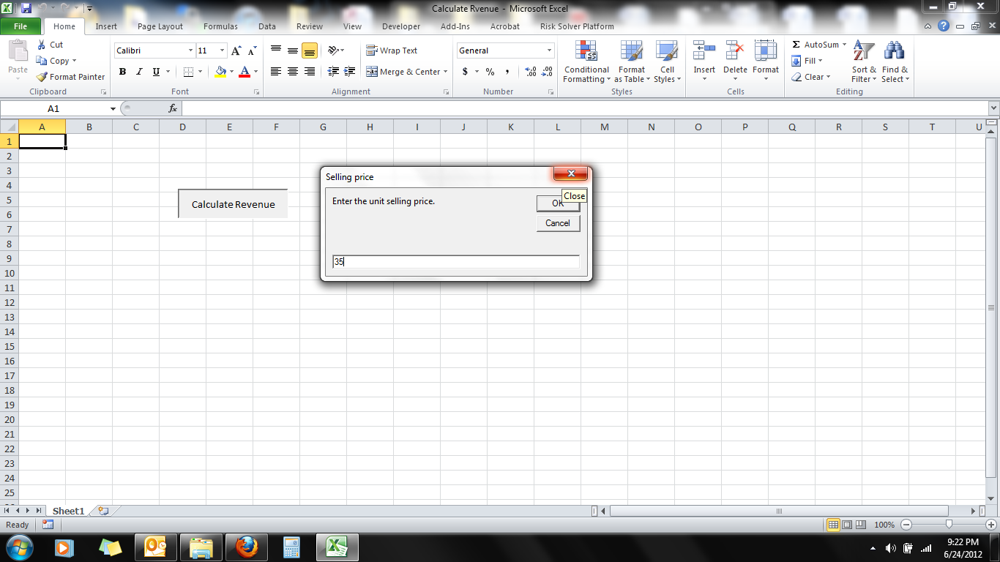 Calculate Rvenue - Microsoft Excel
File Home Insert Page Layout Formulas Data Review View Developer Add-Ins Acrobat Risk Solver Platform
Paste
Cut
Copy
Format Painter
Clipboard
Calibri 11
B I U A
Font
Wrap Text
Merge & Center
Alignment
General
$ % ,
Number
Conditional Formatting
Format as Table
Cell Styles
Styles
Insert Delete Format
Cells
Σ AutoSum
Fill
Clear
Sort & Filter
Find & Select
Editing
A1 fx
A B C D E F G H I J K L M N O P Q R S T U
1
2
3
4
5
6
7
8
9
10
11
12
13
14
15
16
17
18
19
20
21
22
23
24
25
Calculate Revenue
Selling price
Enter the unit selling price.
OK
Close
Cancel
35
Sheet1
Ready 100%
9:22 PM
6/24/2012